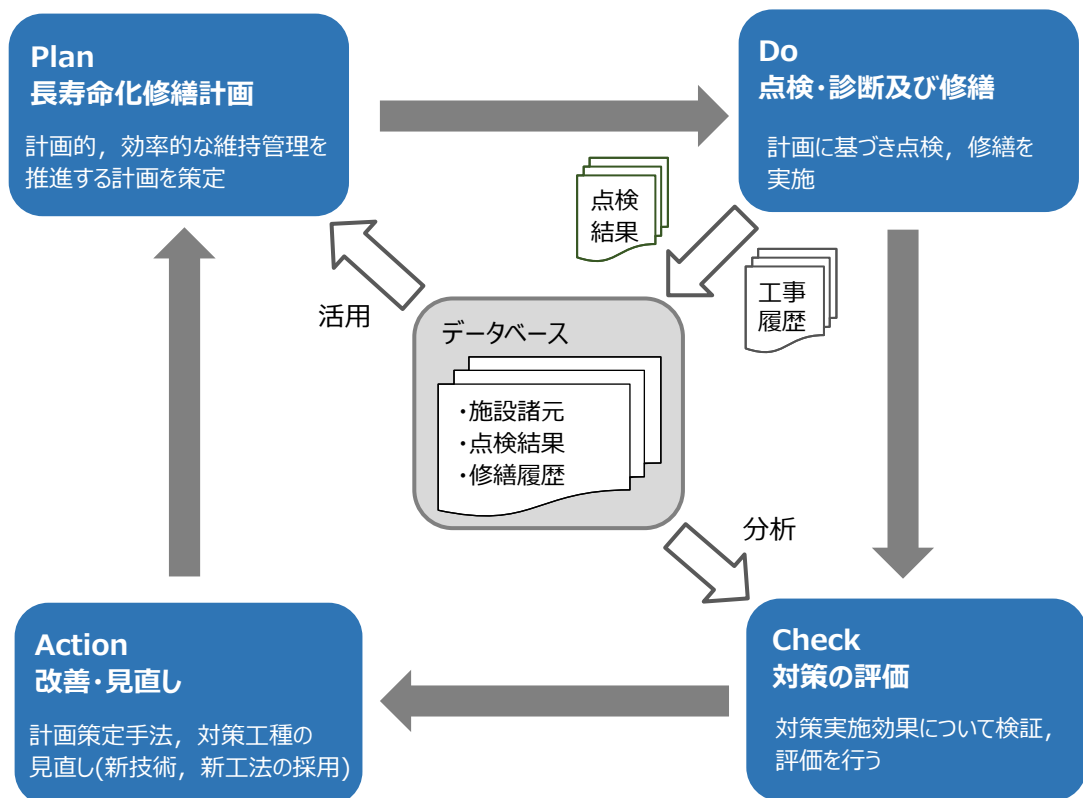 Plan
長寿命化修繕計画
計画的，効率的な維持管理を
推進する計画を策定
Do
点検・診断及び修繕
計画に基づき点検，修繕を
実施
点検
結果
工事
履歴
活用
データベース
・施設諸元
・点検結果
・修繕履歴
分析
Action
改善・見直し
計画策定手法，対策工種の
見直し(新技術，新工法の採用)
Check
対策の評価
対策実施効果について検証，
評価を行う